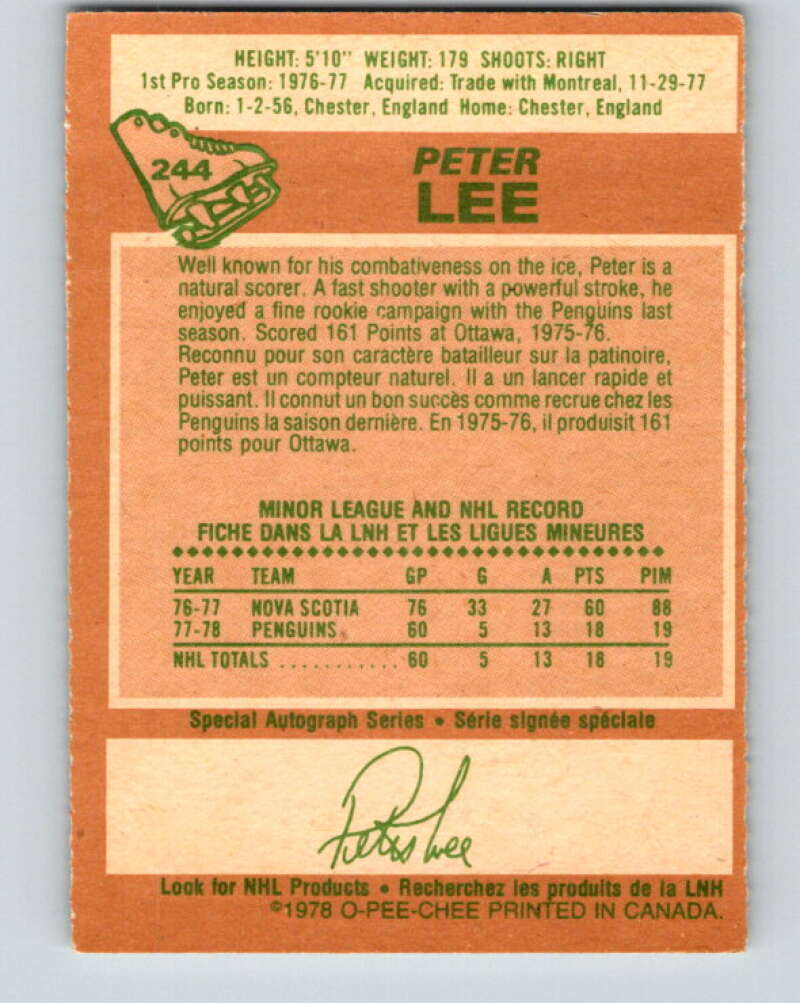 HEIGHT: 5'10" WEIGHT: 179 SHOOTS: RIGHT
1st Pro Season: 1976-77 Acquired: Trade with Montreal, 11-29-77
Born: 1-2-56, Chester, England Home: Chester, England
244
PETER
LEE
Well known for his combativeness on the ice, Peter is a
natural scorer. A fast shooter with a powerful stroke, he
enjoyed a fine rookie campaign with the Penguins last
season. Scored 161 Points at Ottawa, 1975-76.
Reconnu pour son caractère batailleur sur la patinoire,
Peter est un compteur naturel. Il a un lancer rapide et
puissant. Il connut un bon succès comme recrue chez les
Penguins la saison dernière. En 1975-76, il produisit 161
points pour Ottawa.
MINOR LEAGUE AND NHL RECORD
FICHE DANS LA LNH ET LES LIGUES MINEURES
YEAR TEAM GP G A PTS PIM
76-77 NOVA SCOTIA 76 33 27 60 88
77-78 PENGUINS 60 5 13 18 19
NHL TOTALS ............ 60 5 13 18 19
Special Autograph Series • Série signée spéciale
Peter Lee
Look for NHL Products • Recherchez les produits de la LNH
©1978 O-PEE-CHEE PRINTED IN CANADA.